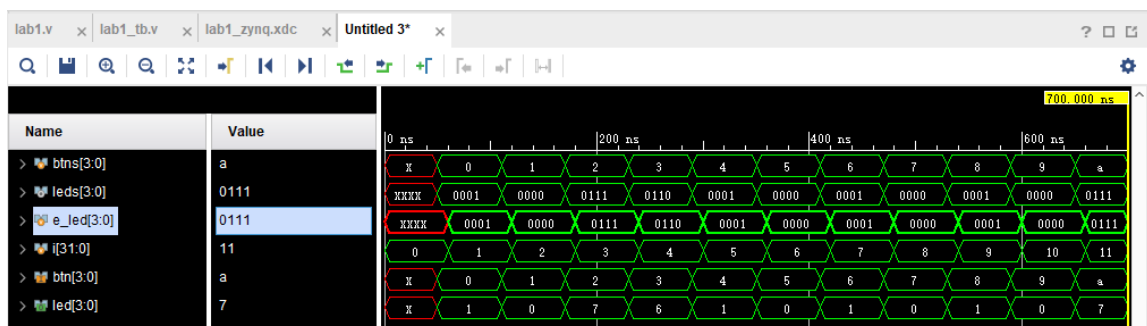 lab1.v × lab1_tb.v × lab1_zynq.xdc × Untitled 3* ×
700.000 ns
Name Value
0 ns 200 ns 400 ns 600 ns
btns[3:0] a X 0 1 2 3 4 5 6 7 8 9 a
leds[3:0] 0111 XXXX 0001 0000 0111 0110 0001 0000 0001 0000 0001 0000 0111
e_led[3:0] 0111 XXXX 0001 0000 0111 0110 0001 0000 0001 0000 0001 0000 0111
i[31:0] 11 0 1 2 3 4 5 6 7 8 9 10 11
btn[3:0] a X 0 1 2 3 4 5 6 7 8 9 a
led[3:0] 7 X 1 0 7 6 1 0 1 0 1 0 7